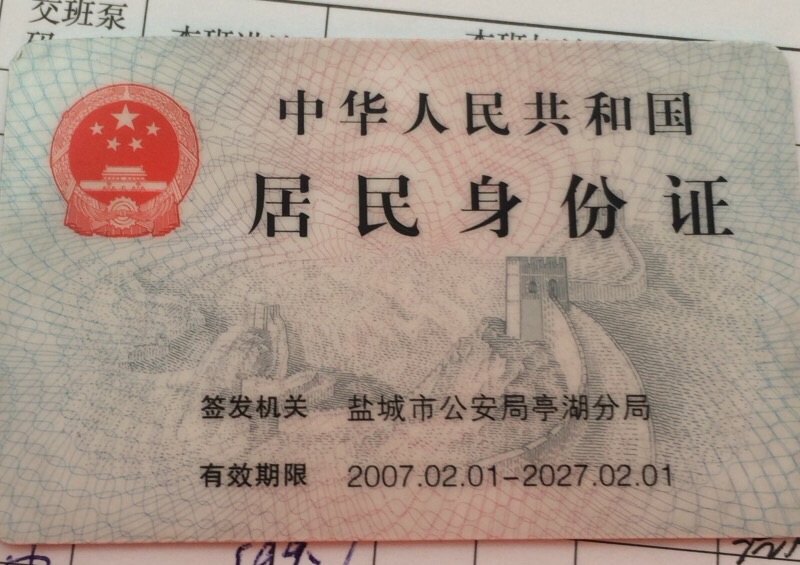 交班泵
中华人民共和国
居民身份证
签发机关 盐城市公安局亭湖分局
有效期限 2007.02.01-2027.02.01